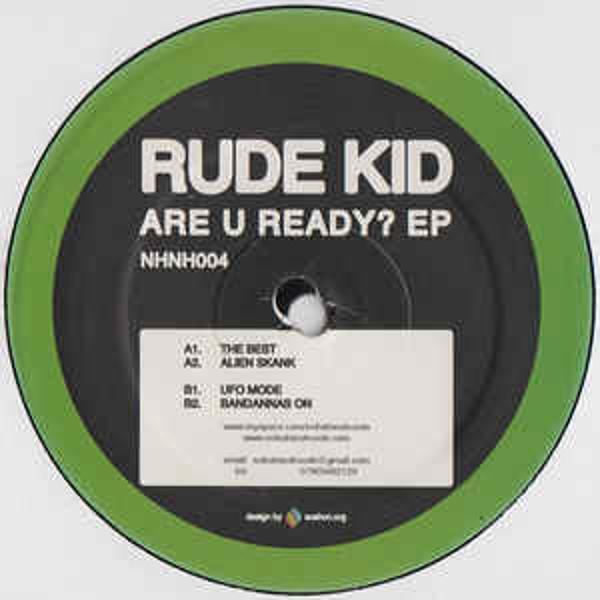 RUDE KID
ARE U READY? EP
NHNH004
A1. THE BEST
A2. ALIEN SKANK
B1. UFO MODE
B2. BANDANNAS ON
email
design by